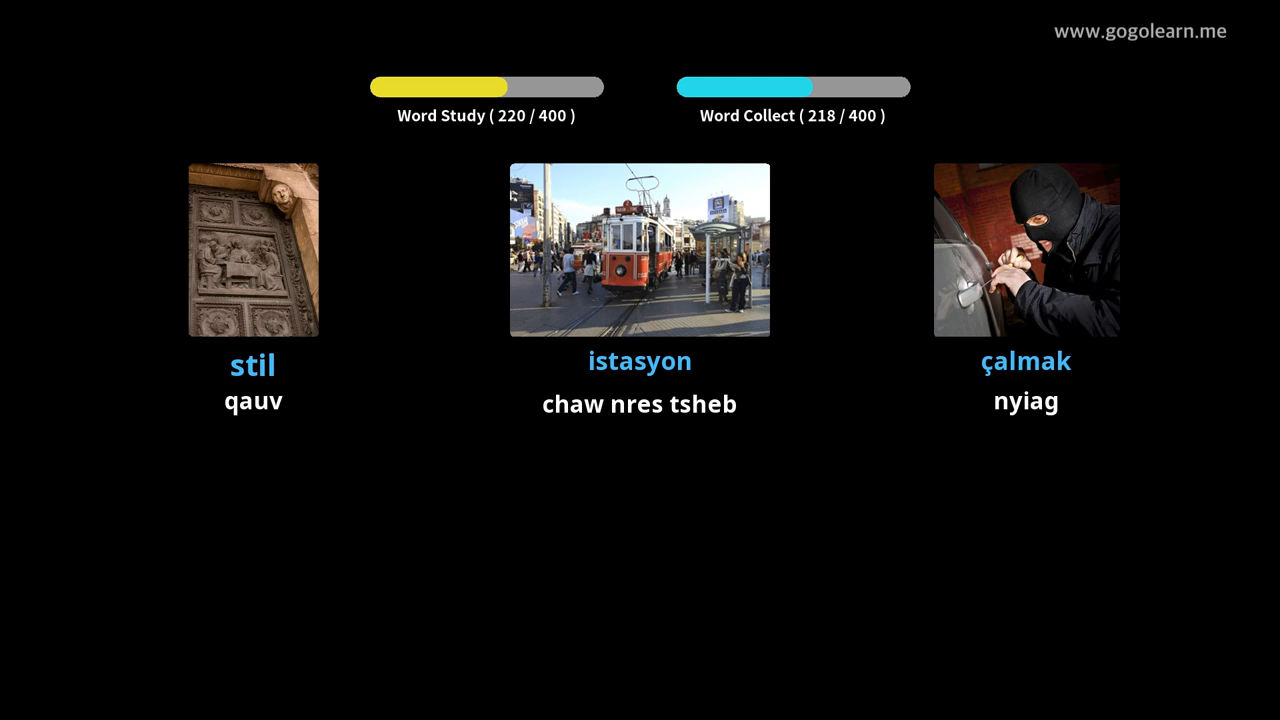 www.gogolearn.me
Word Study ( 220 / 400 )
Word Collect ( 218 / 400 )
stil
istasyon
çalmak
qauv
chaw nres tsheb
nyiag